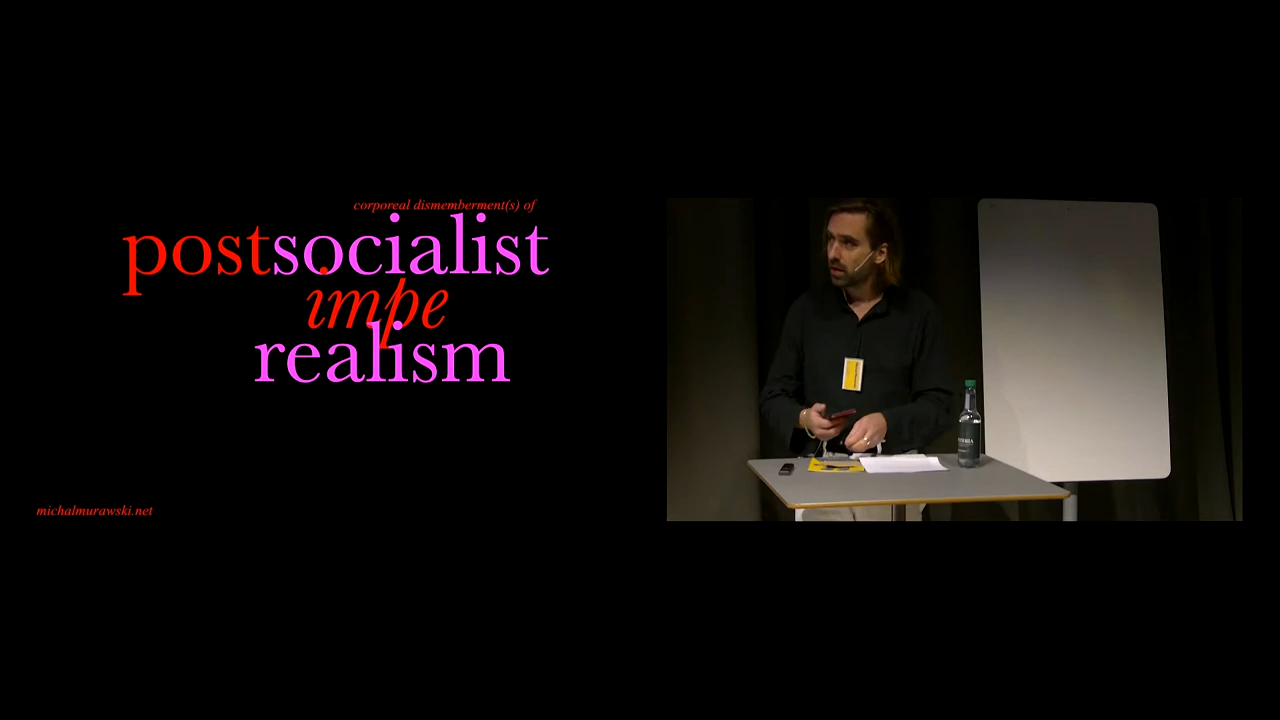 corporeal dismemberment(s) of
postsocialist
impe
realism
michalmurawski.net